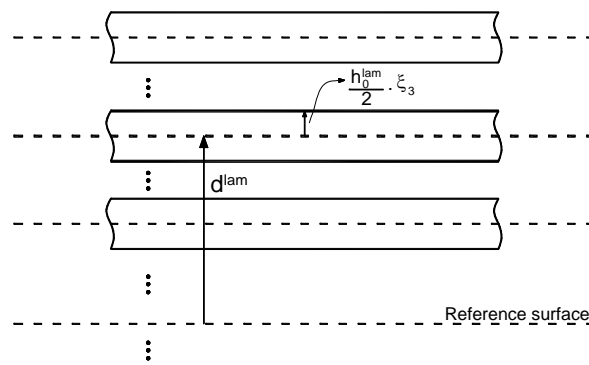 h₀ˡᵃᵐ/2 · ξ₃
dˡᵃᵐ
Reference surface